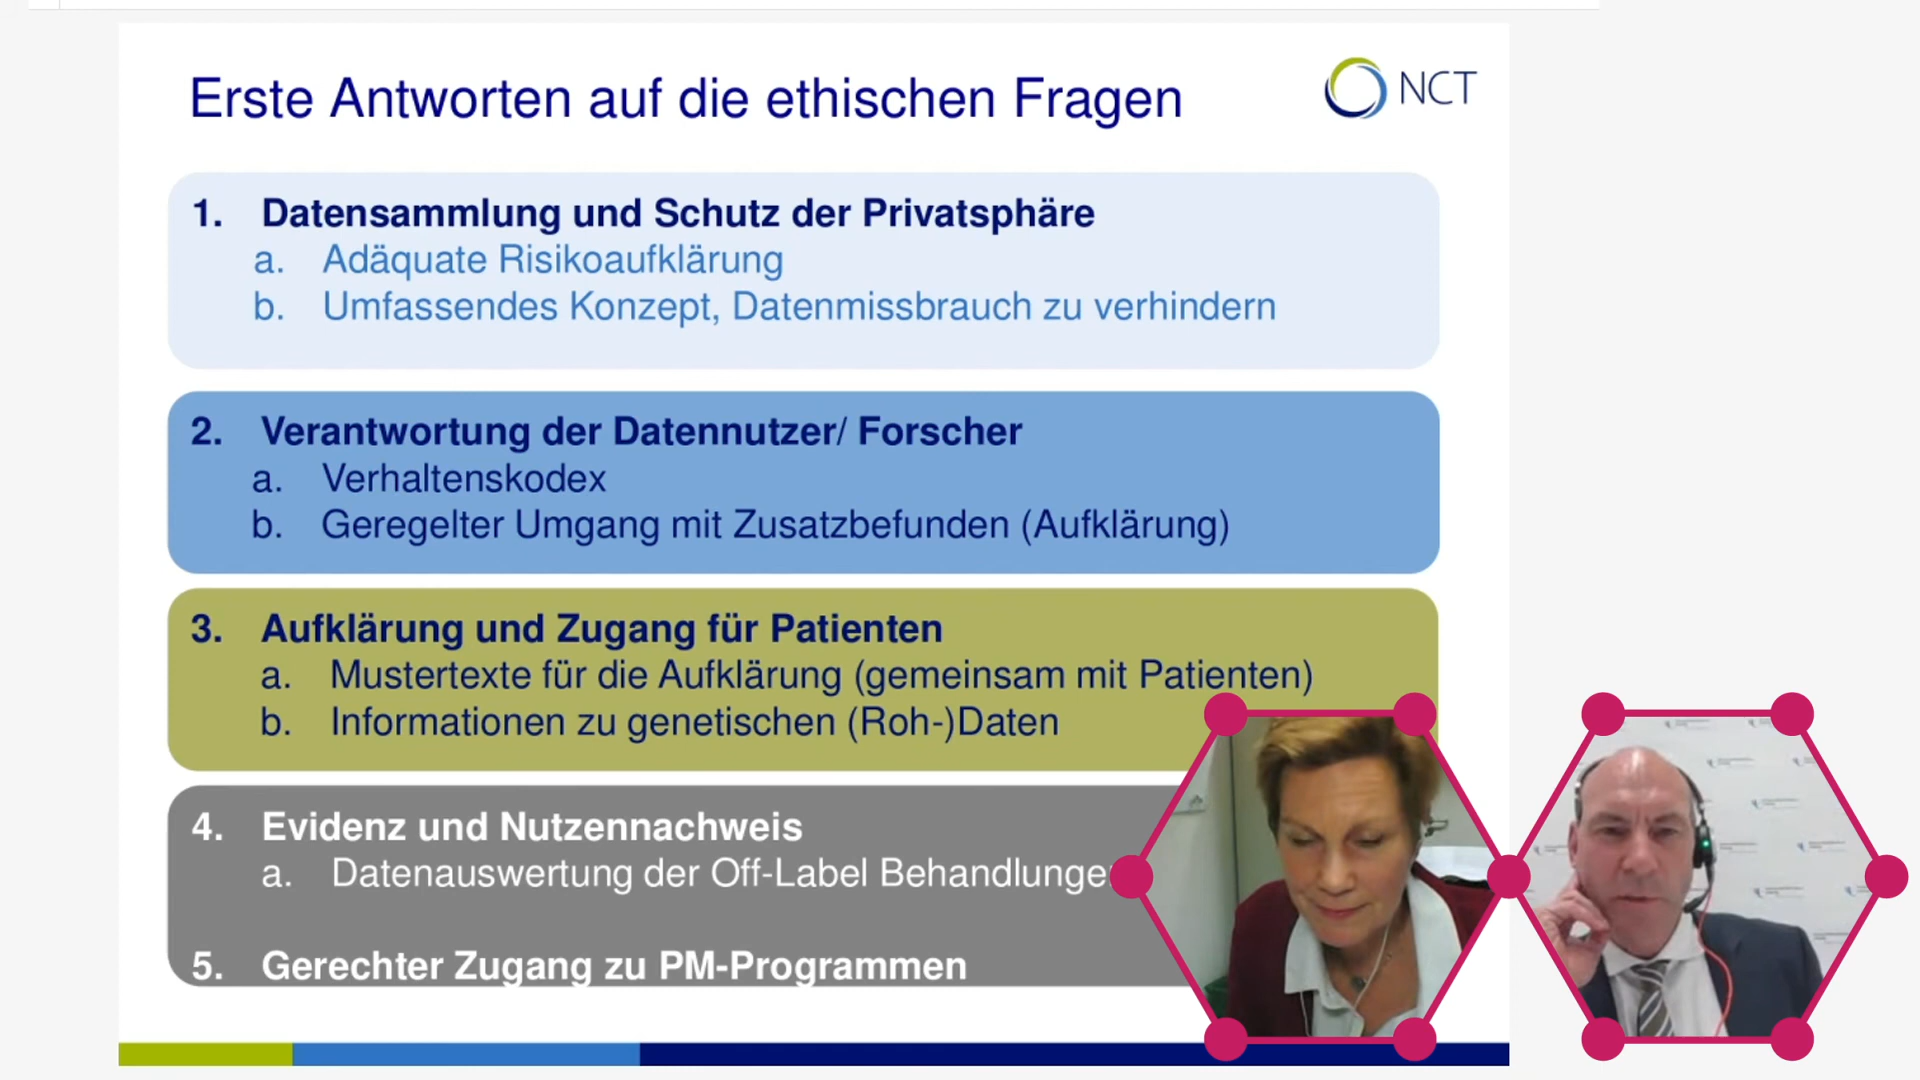 Erste Antworten auf die ethischen Fragen
NCT
1. Datensammlung und Schutz der Privatsphäre
a. Adäquate Risikoaufklärung
b. Umfassendes Konzept, Datenmissbrauch zu verhindern
2. Verantwortung der Datennutzer/ Forscher
a. Verhaltenskodex
b. Geregelter Umgang mit Zusatzbefunden (Aufklärung)
3. Aufklärung und Zugang für Patienten
a. Mustertexte für die Aufklärung (gemeinsam mit Patienten)
b. Informationen zu genetischen (Roh-)Daten
4. Evidenz und Nutzennachweis
a. Datenauswertung der Off-Label
5. Gerechter Zugang zu PM-Programmen